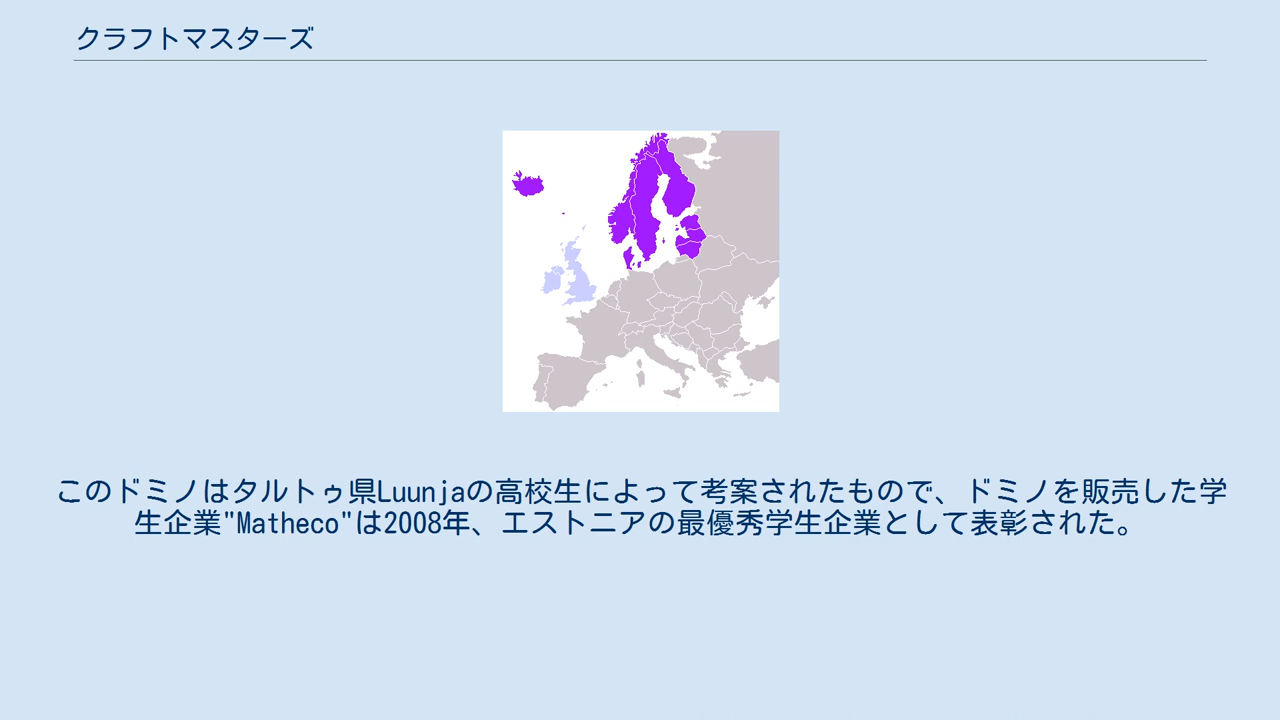 クラフトマスターズ
このドミノはタルトゥ県Luunjaの高校生によって考案されたもので、ドミノを販売した学
生企業"Matheco"は2008年、エストニアの最優秀学生企業として表彰された。